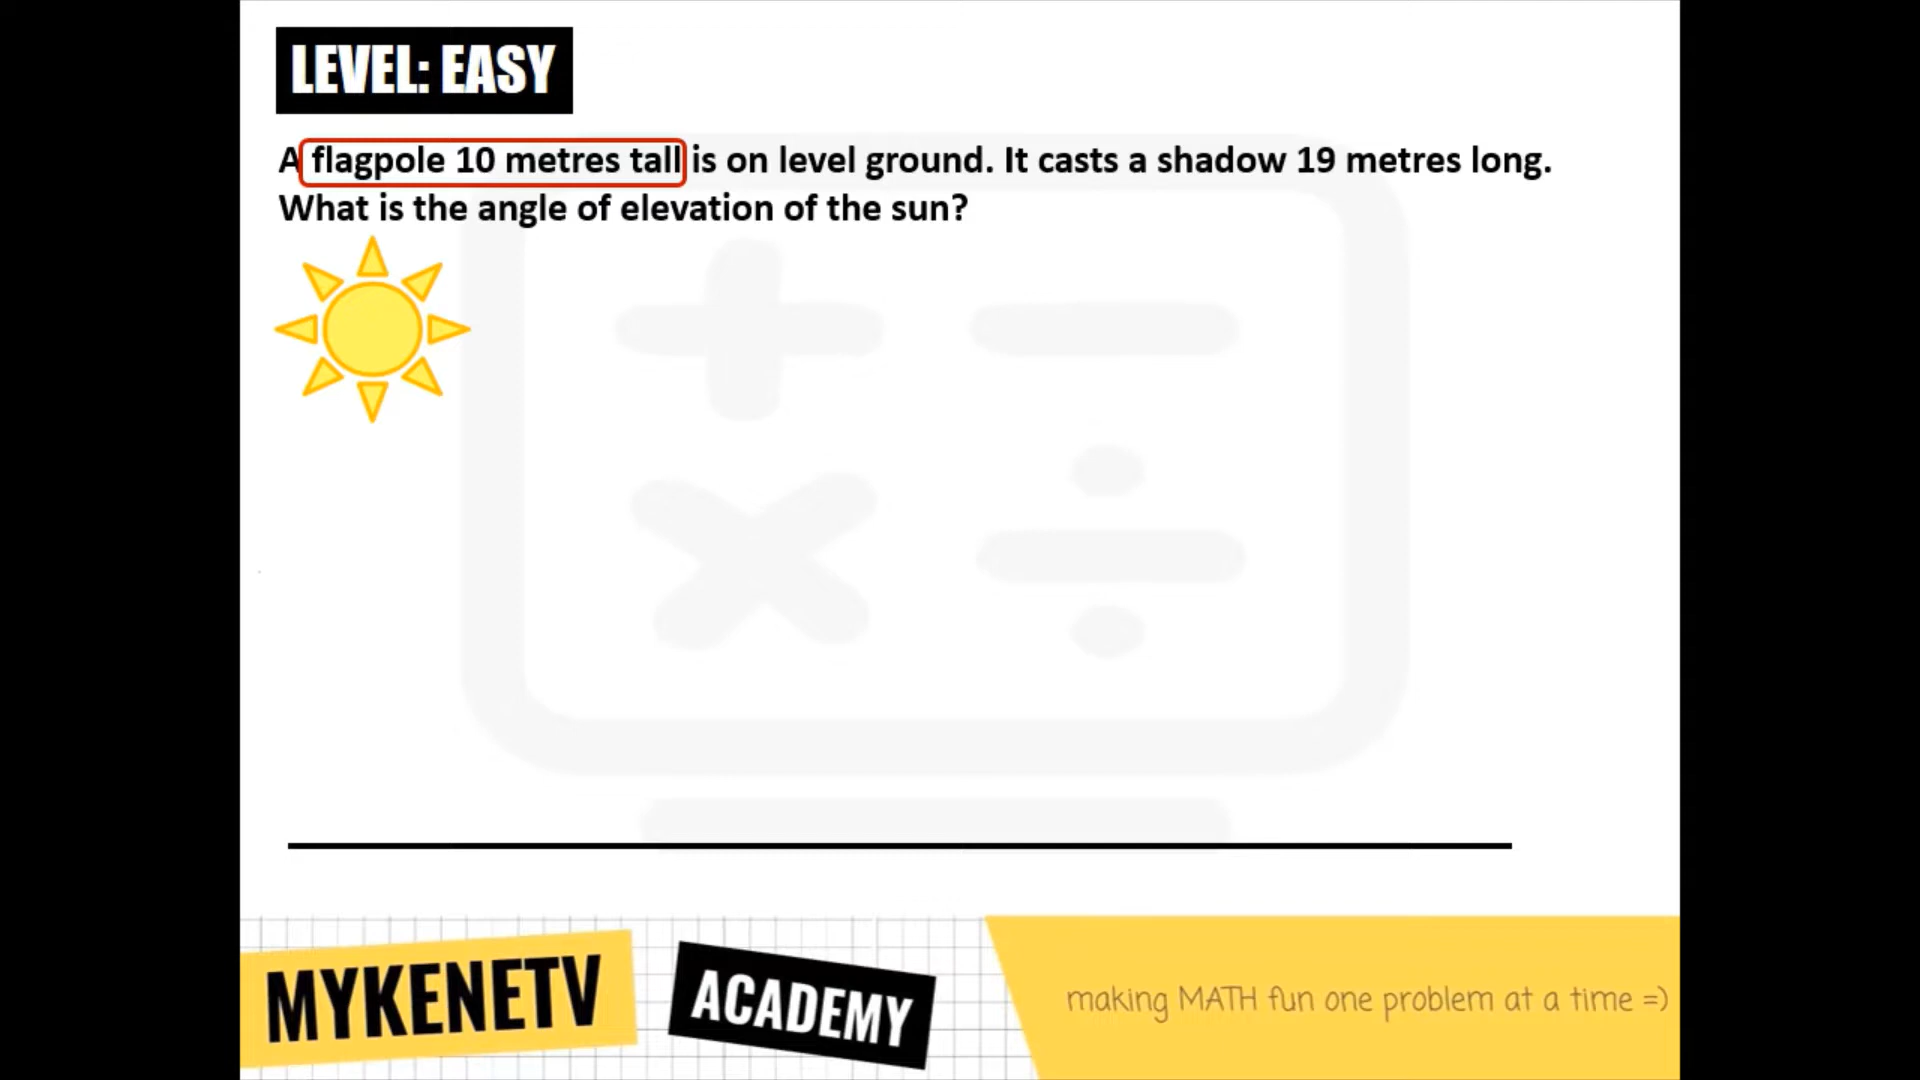 LEVEL: EASY
A flagpole 10 metres tall is on level ground. It casts a shadow 19 metres long.
What is the angle of elevation of the sun?
MYKENETV
ACADEMY
making MATH fun one problem at a time =)